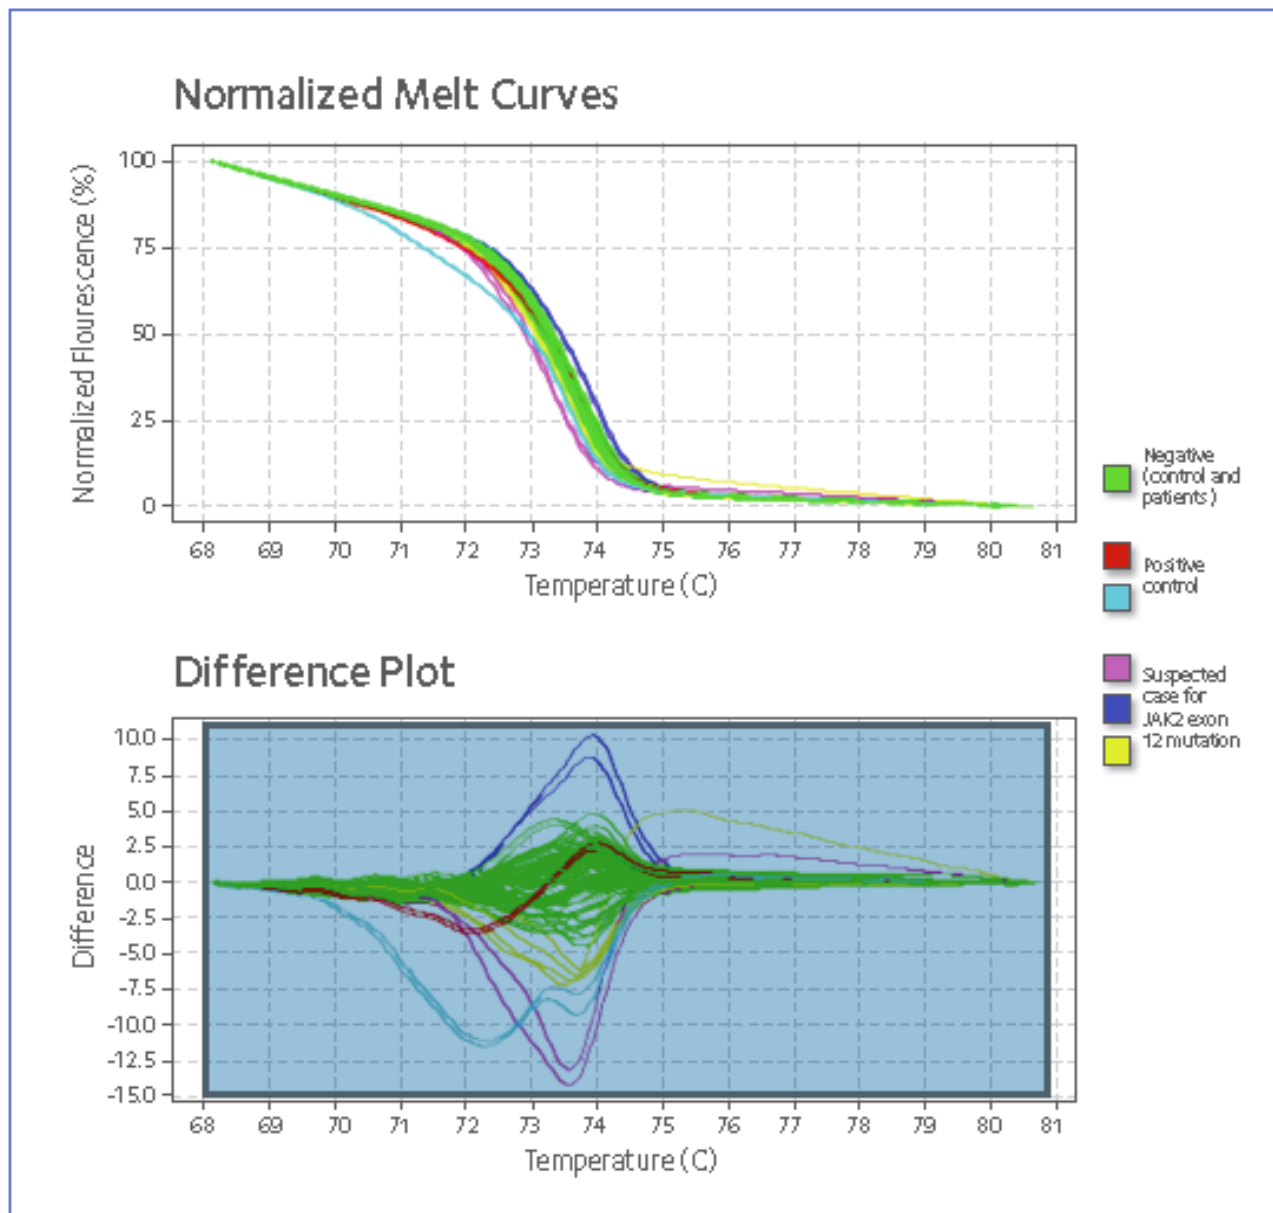 Normalized Melt Curves
Normalized Flourescence (%)
100
75
50
25
0
68 69 70 71 72 73 74 75 76 77 78 79 80 81
Temperature (C)
Negative
(control and
patients)
Positive
control
Suspected
case for
JAK2 exon
12 mutation
Difference Plot
Difference
10.0
7.5
5.0
2.5
0.0
-2.5
-5.0
-7.5
-10.0
-12.5
-15.0
68 69 70 71 72 73 74 75 76 77 78 79 80 81
Temperature (C)